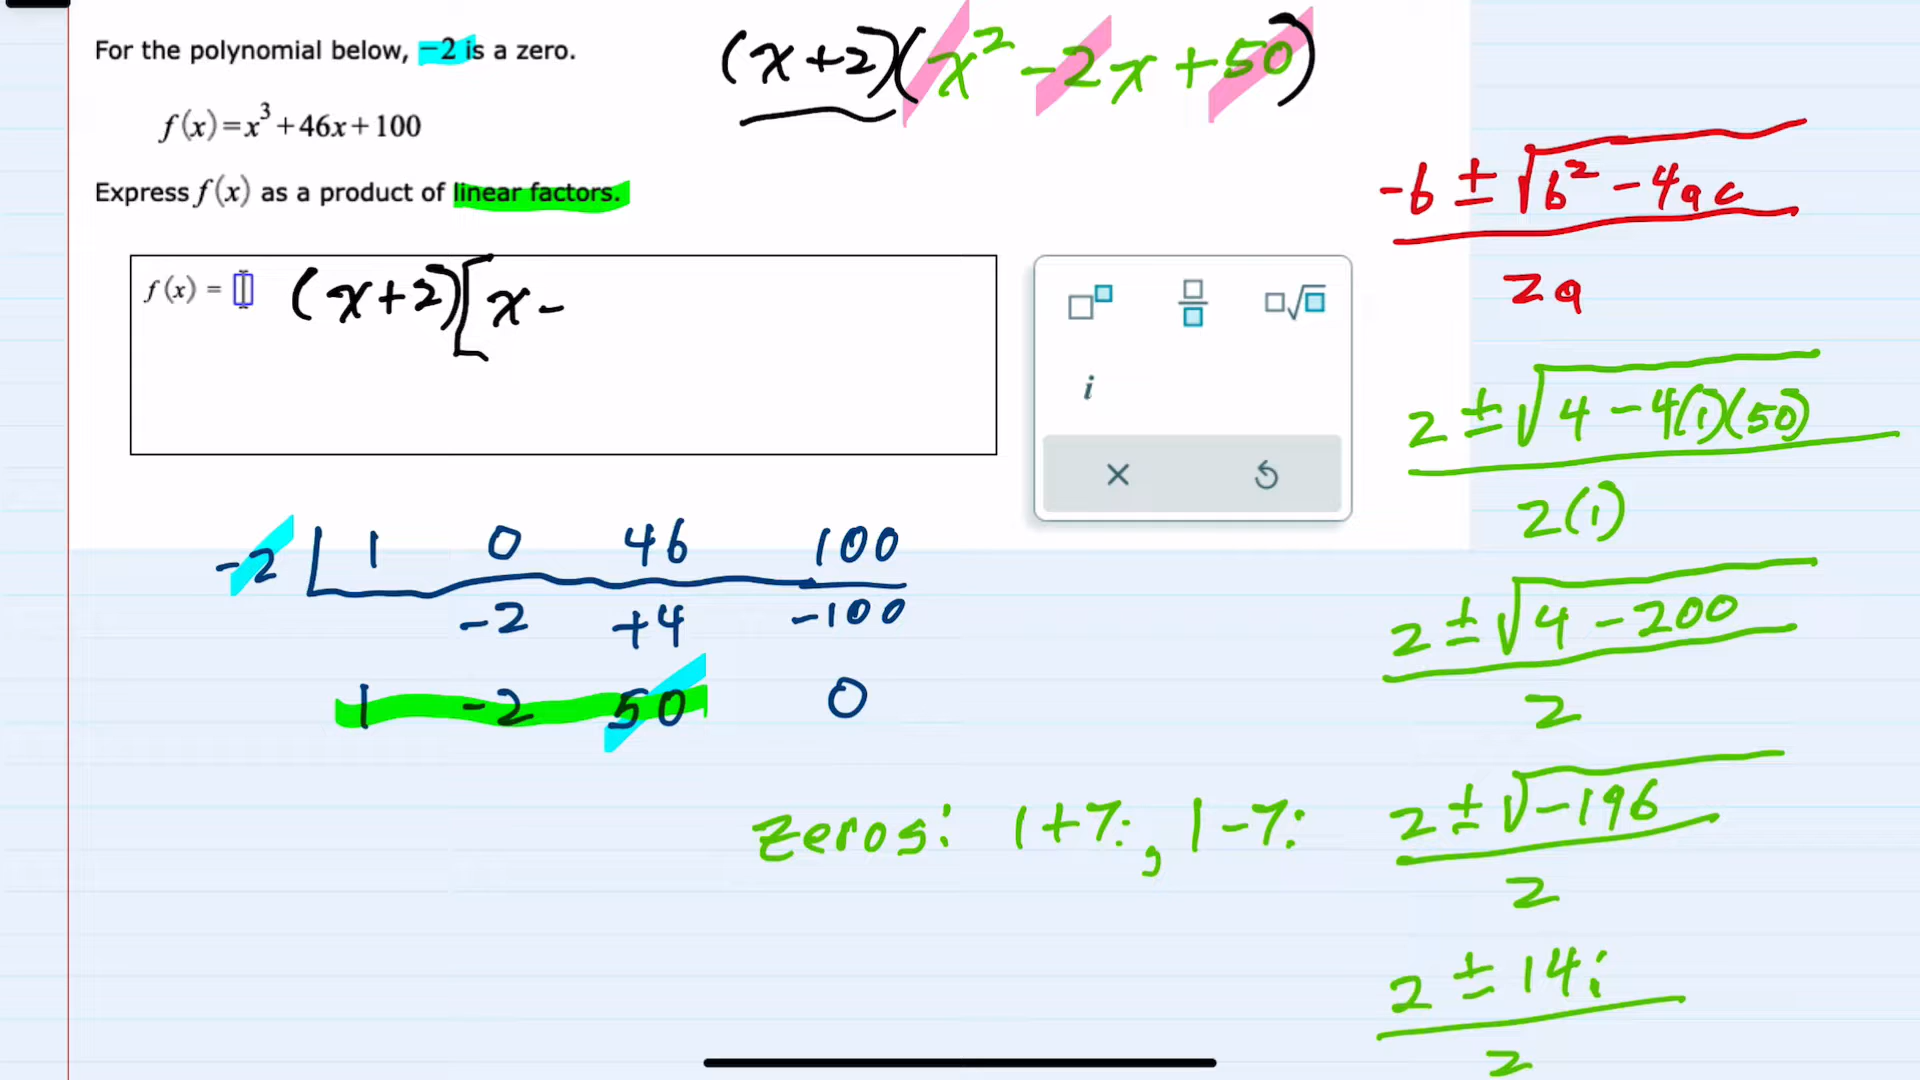 For the polynomial below, −2 is a zero.
(x+2)(x² −2x +50)
f(x)=x³+46x+100
Express f(x) as a product of linear factors.
−b ± √b² −4ac
2a
f(x) = (x+2)[x −
i
2 ± √4 −4(1)(50)
2(1)
−2 1 0 46 100
−2 +4 −100
1 −2 50 0
2 ± √4 −200
2
zeros: 1+7i, 1−7i
2 ± √−196
2
2 ± 14i
2